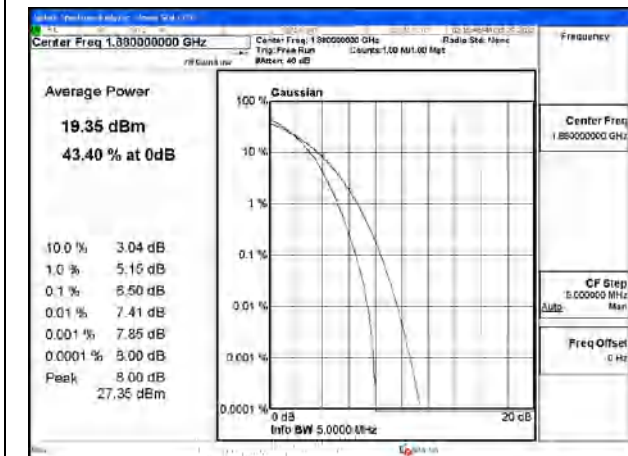 Center Freq 1.880000000 GHz
Center Freq: 1.880000000 GHz
Radio Std: None
Trig: Free Run
Counts: 1.00 M/1.00 Mpt
#Atten: 40 dB
Frequency
Average Power
19.35 dBm
43.40 % at 0dB
10.0 % 3.04 dB
1.0 % 5.15 dB
0.1 % 6.50 dB
0.01 % 7.41 dB
0.001 % 7.85 dB
0.0001 % 8.00 dB
Peak 8.00 dB
27.35 dBm
Gaussian
100 %
10 %
1 %
0.1 %
0.01 %
0.001 %
0.0001 %
0 dB
20 dB
Info BW 5.0000 MHz
Center Freq
1.880000000 GHz
CF Step
5.000000 MHz
Auto Man
Freq Offset
0 Hz